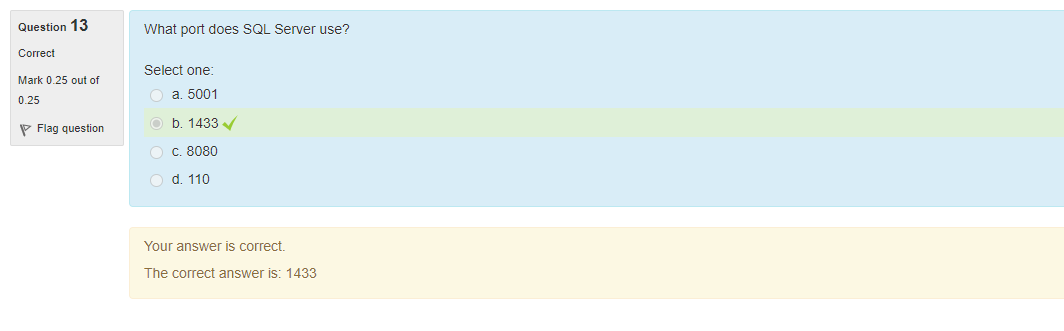 Question 13
Correct
Mark 0.25 out of
0.25
Flag question
What port does SQL Server use?
Select one:
a. 5001
b. 1433
c. 8080
d. 110
Your answer is correct.
The correct answer is: 1433